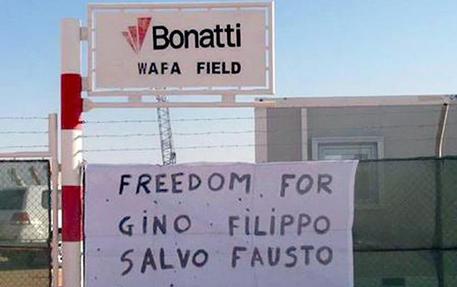 Bonatti
WAFA FIELD
FREEDOM FOR
GINO FILIPPO
SALVO FAUSTO